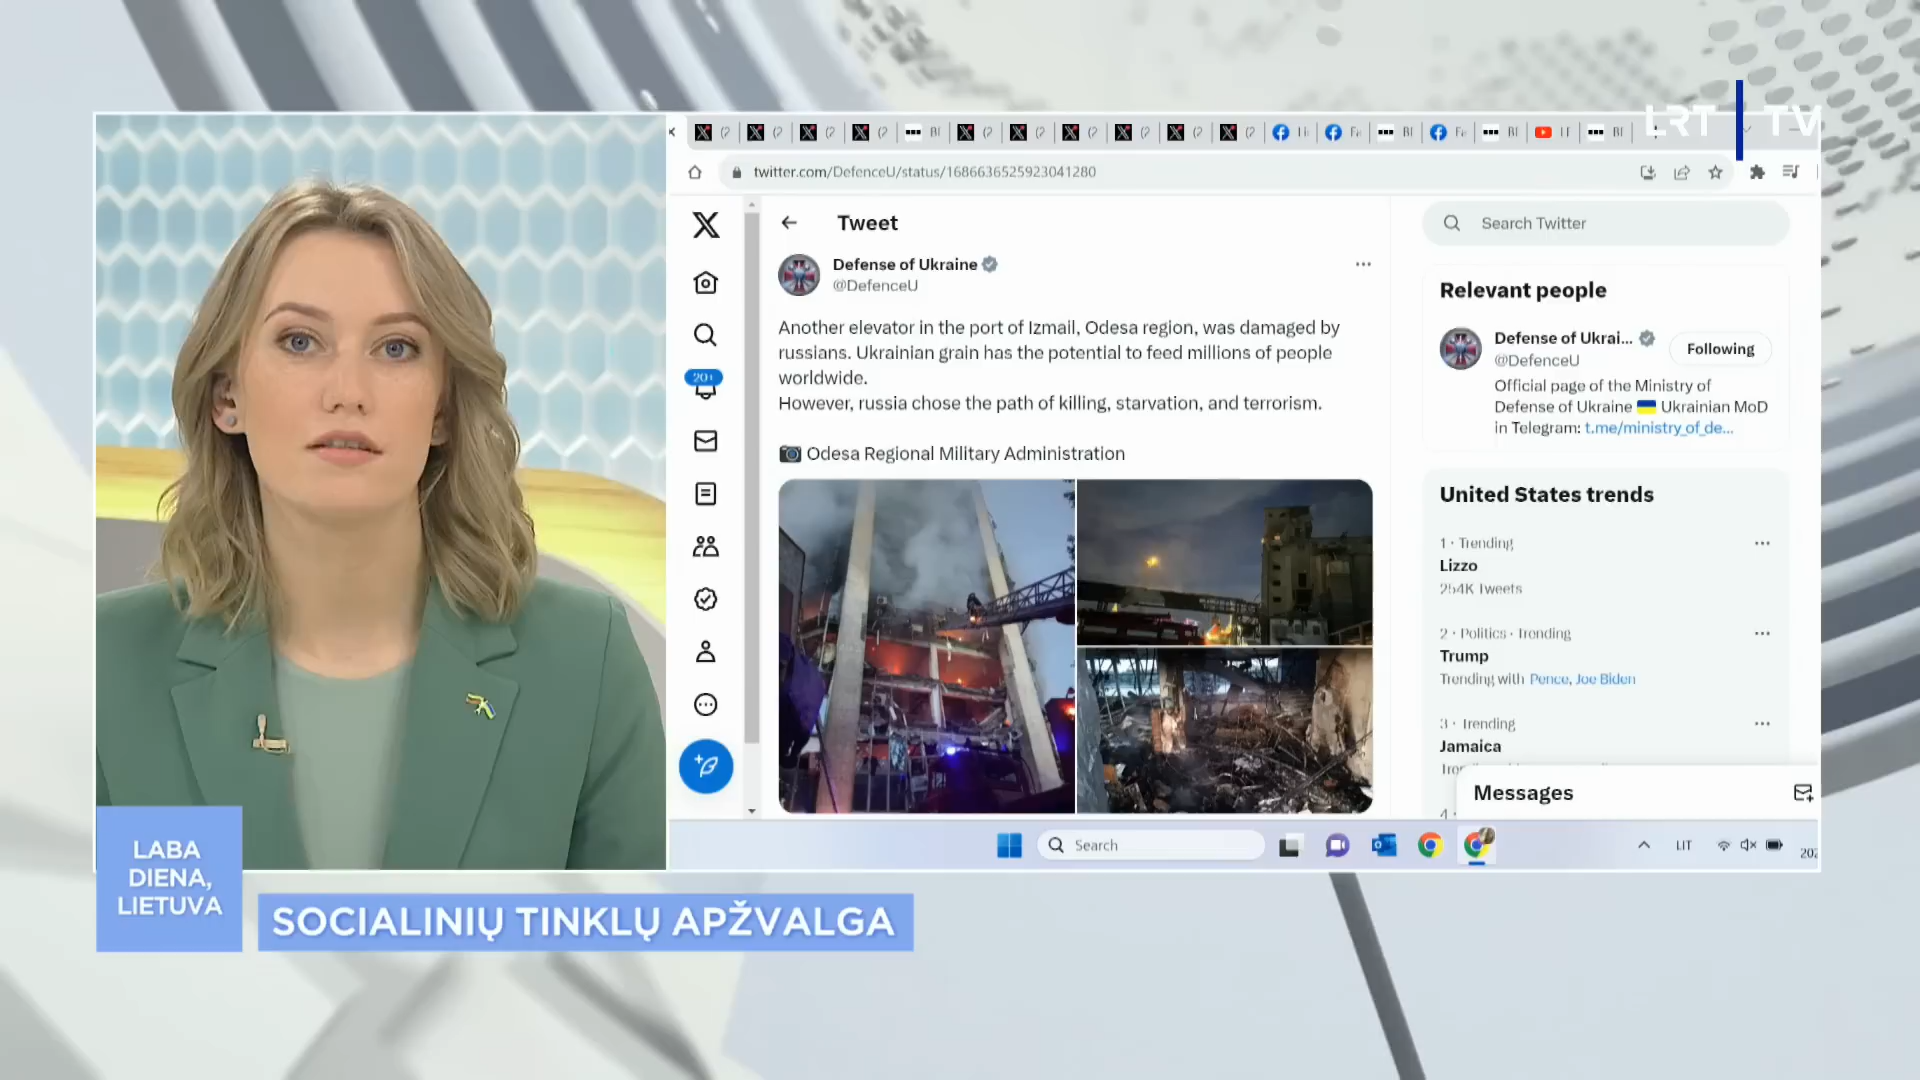 LRT TV
twitter.com/DefenceU/status/1686636525923041280
Tweet
Search Twitter
Defense of Ukraine
@DefenceU
Another elevator in the port of Izmail, Odesa region, was damaged by
russians. Ukrainian grain has the potential to feed millions of people
worldwide.
However, russia chose the path of killing, starvation, and terrorism.
Odesa Regional Military Administration
20+
Relevant people
Defense of Ukrai...
@DefenceU
Following
Official page of the Ministry of
Defense of Ukraine Ukrainian MoD
in Telegram: t.me/ministry_of_de...
United States trends
1 · Trending
Lizzo
254K Tweets
2 · Politics · Trending
Trump
Trending with Pence, Joe Biden
3 · Trending
Jamaica
Messages
Search
LIT
LABA
DIENA,
LIETUVA
SOCIALINIŲ TINKLŲ APŽVALGA